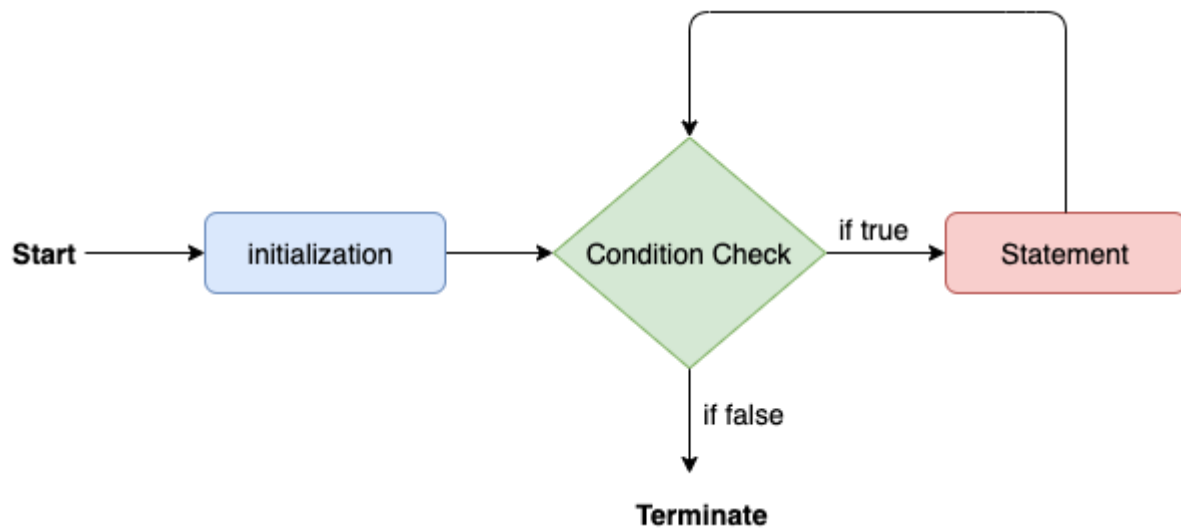 Start
initialization
Condition Check
if true
Statement
if false
Terminate